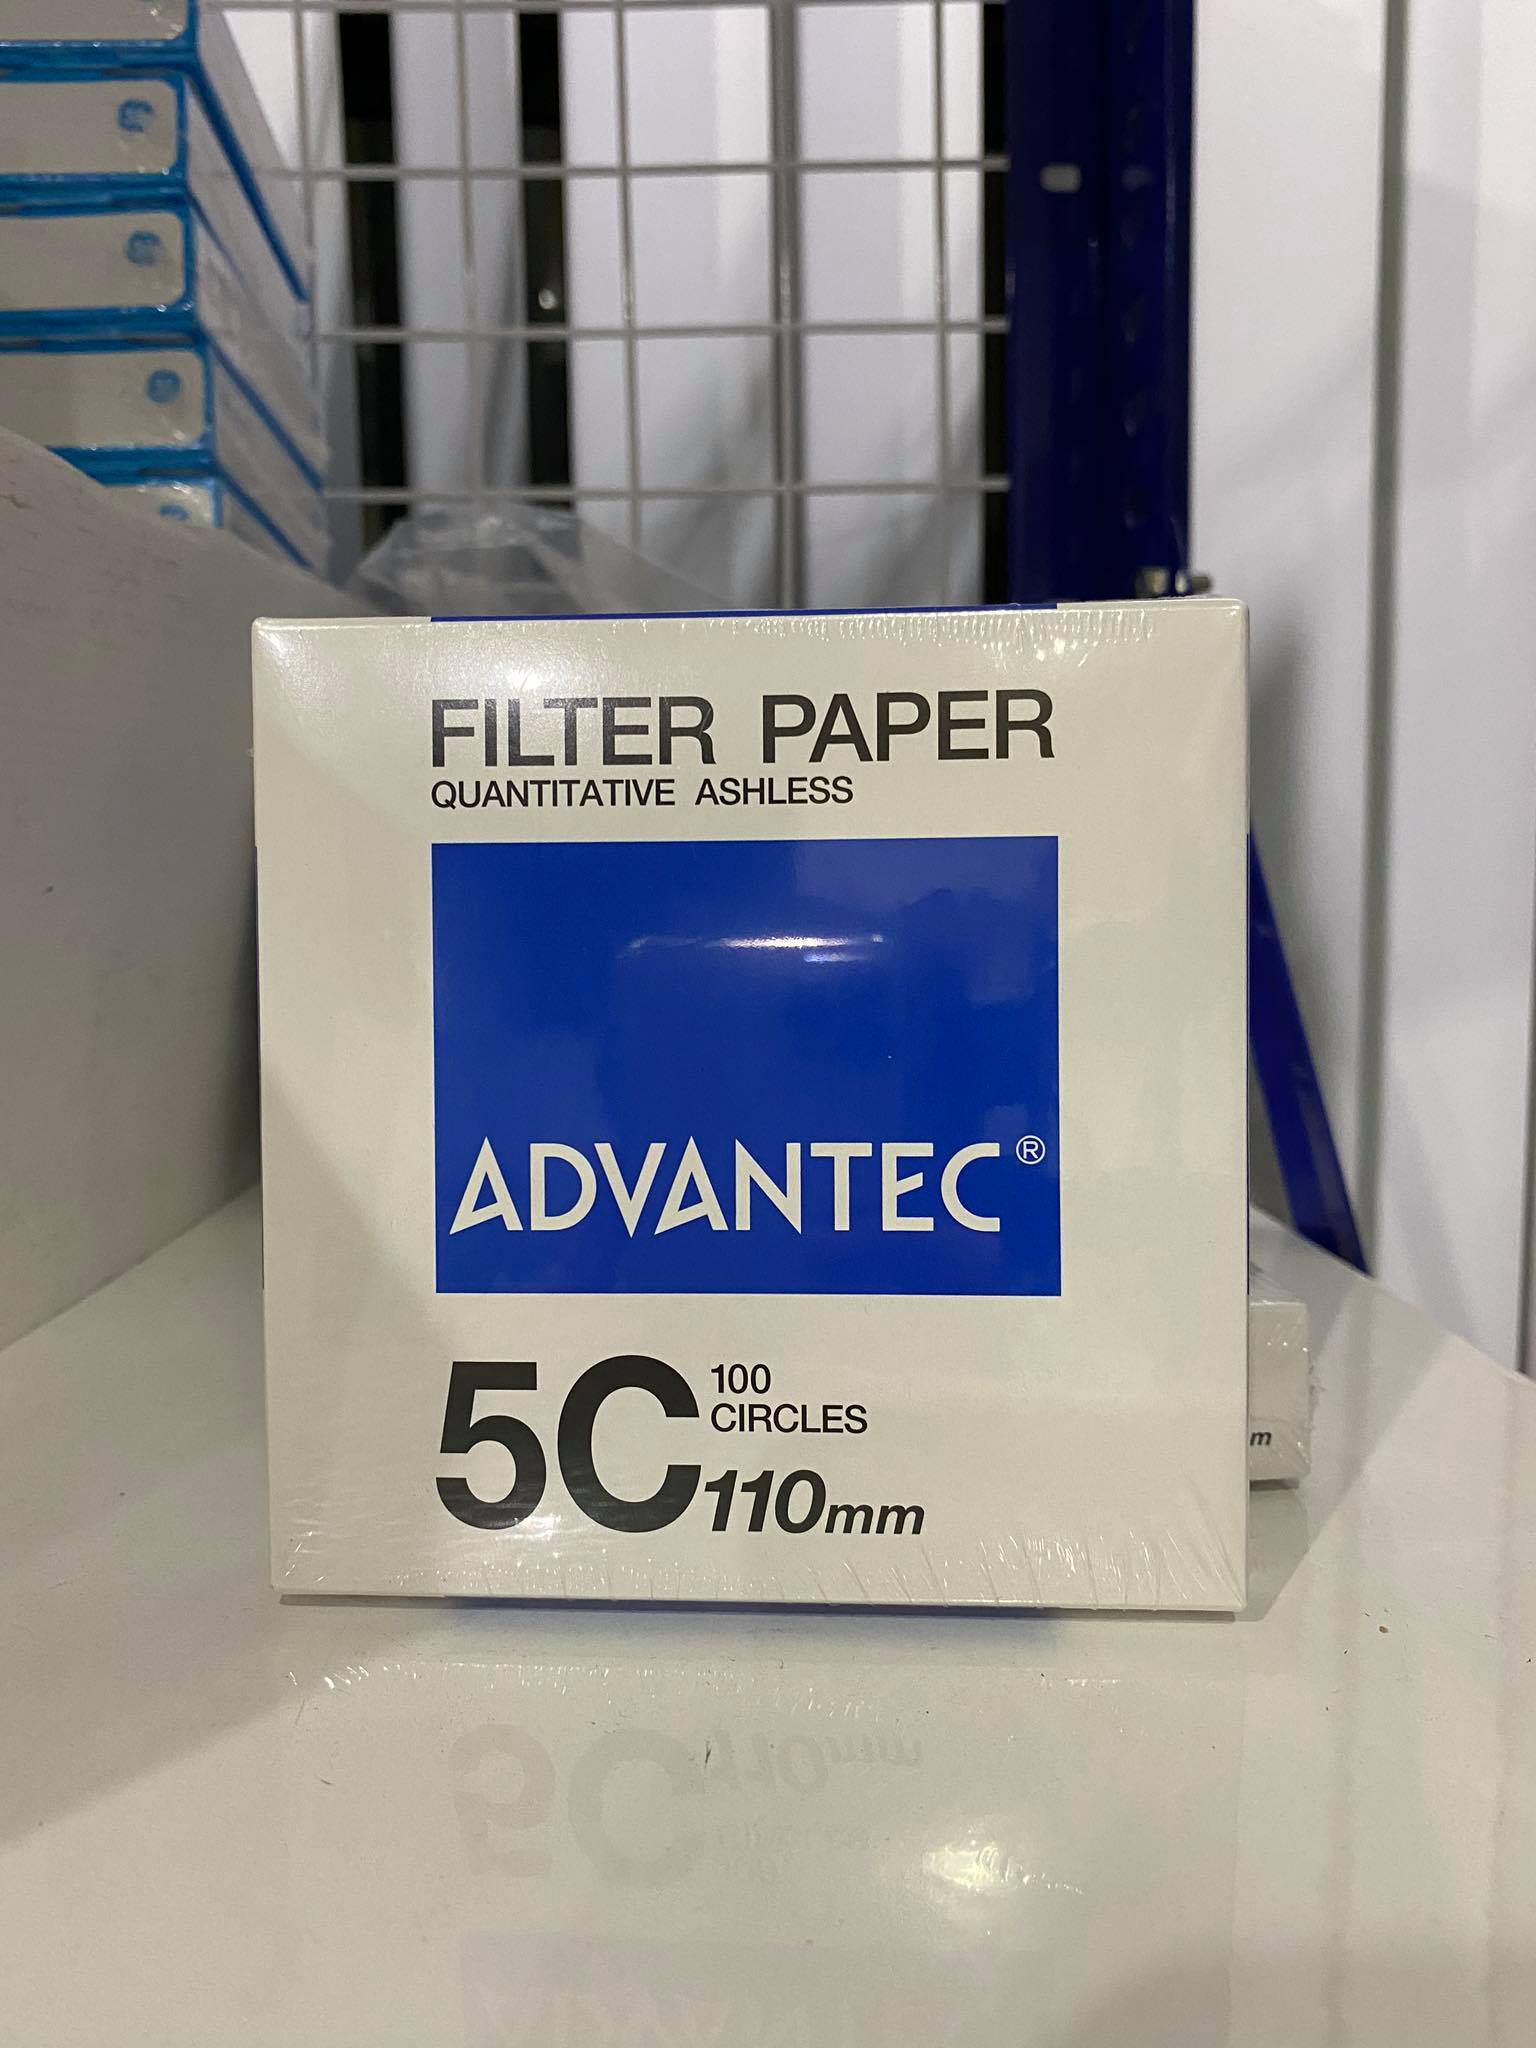 FILTER PAPER
QUANTITATIVE ASHLESS
ADVANTEC®
5C 100
CIRCLES
110mm
m